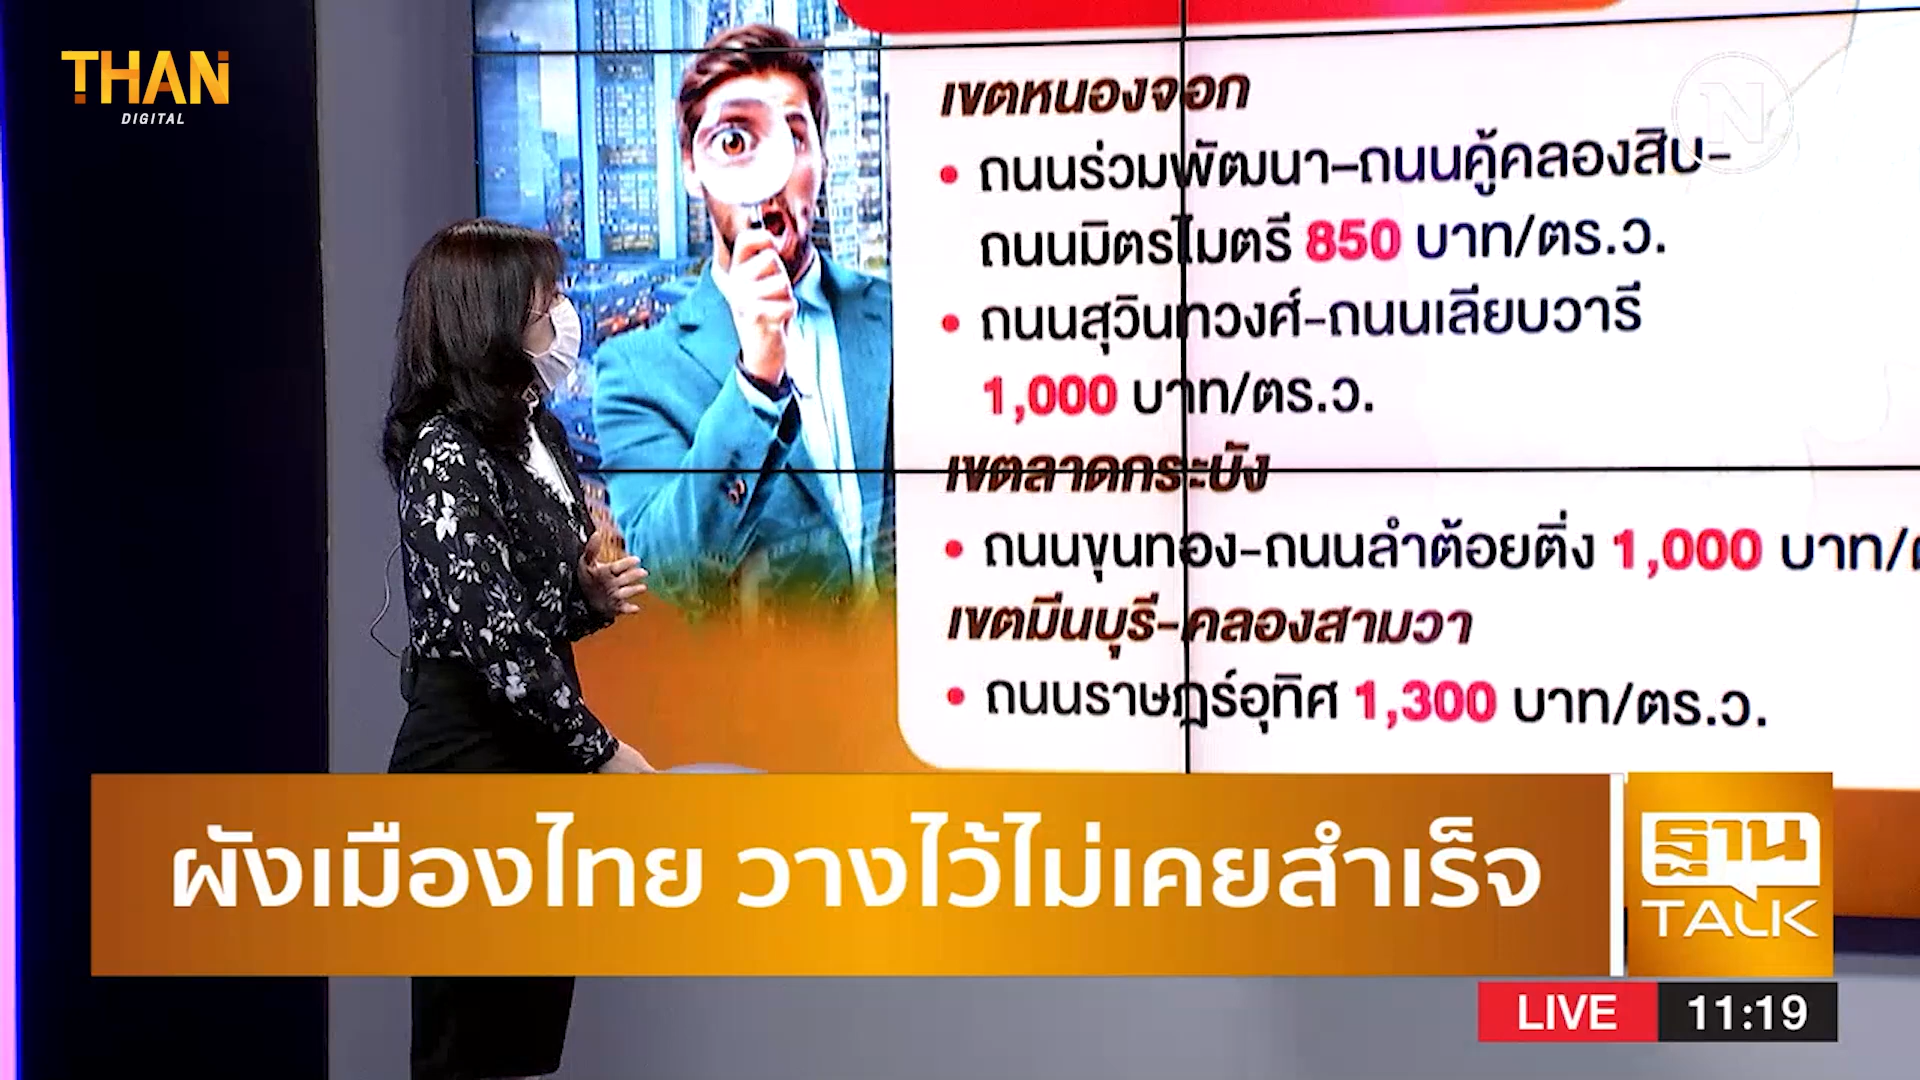 THAN
DIGITAL
N
เขตหนองจอก
• ถนนร่วมพัฒนา-ถนนคู้คลองสิบ-
ถนนมิตรไมตรี 850 บาท/ตร.ว.
• ถนนสุวินทวงศ์-ถนนเลียบวารี
1,000 บาท/ตร.ว.
เขตลาดกระบัง
• ถนนขุนทอง-ถนนลำต้อยติ่ง 1,000 บาท/
เขตมีนบุรี-คลองสามวา
• ถนนราษฎร์อุทิศ 1,300 บาท/ตร.ว.
ผังเมืองไทย วางไว้ไม่เคยสำเร็จ
ฐาน
TALK
LIVE 11:19